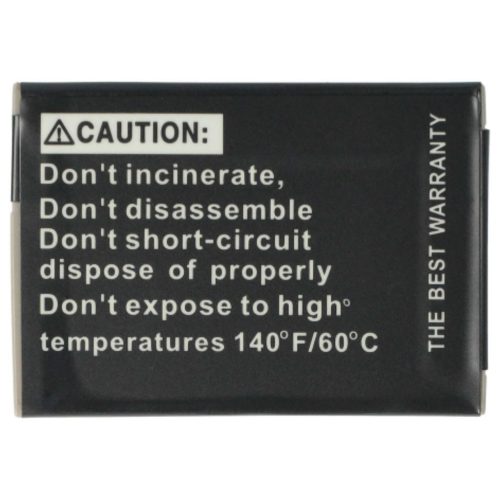 ⚠CAUTION:
Don't incinerate,
Don't disassemble
Don't short-circuit
dispose of properly
Don't expose to high°
temperatures 140°F/60°C
THE BEST WARRANTY